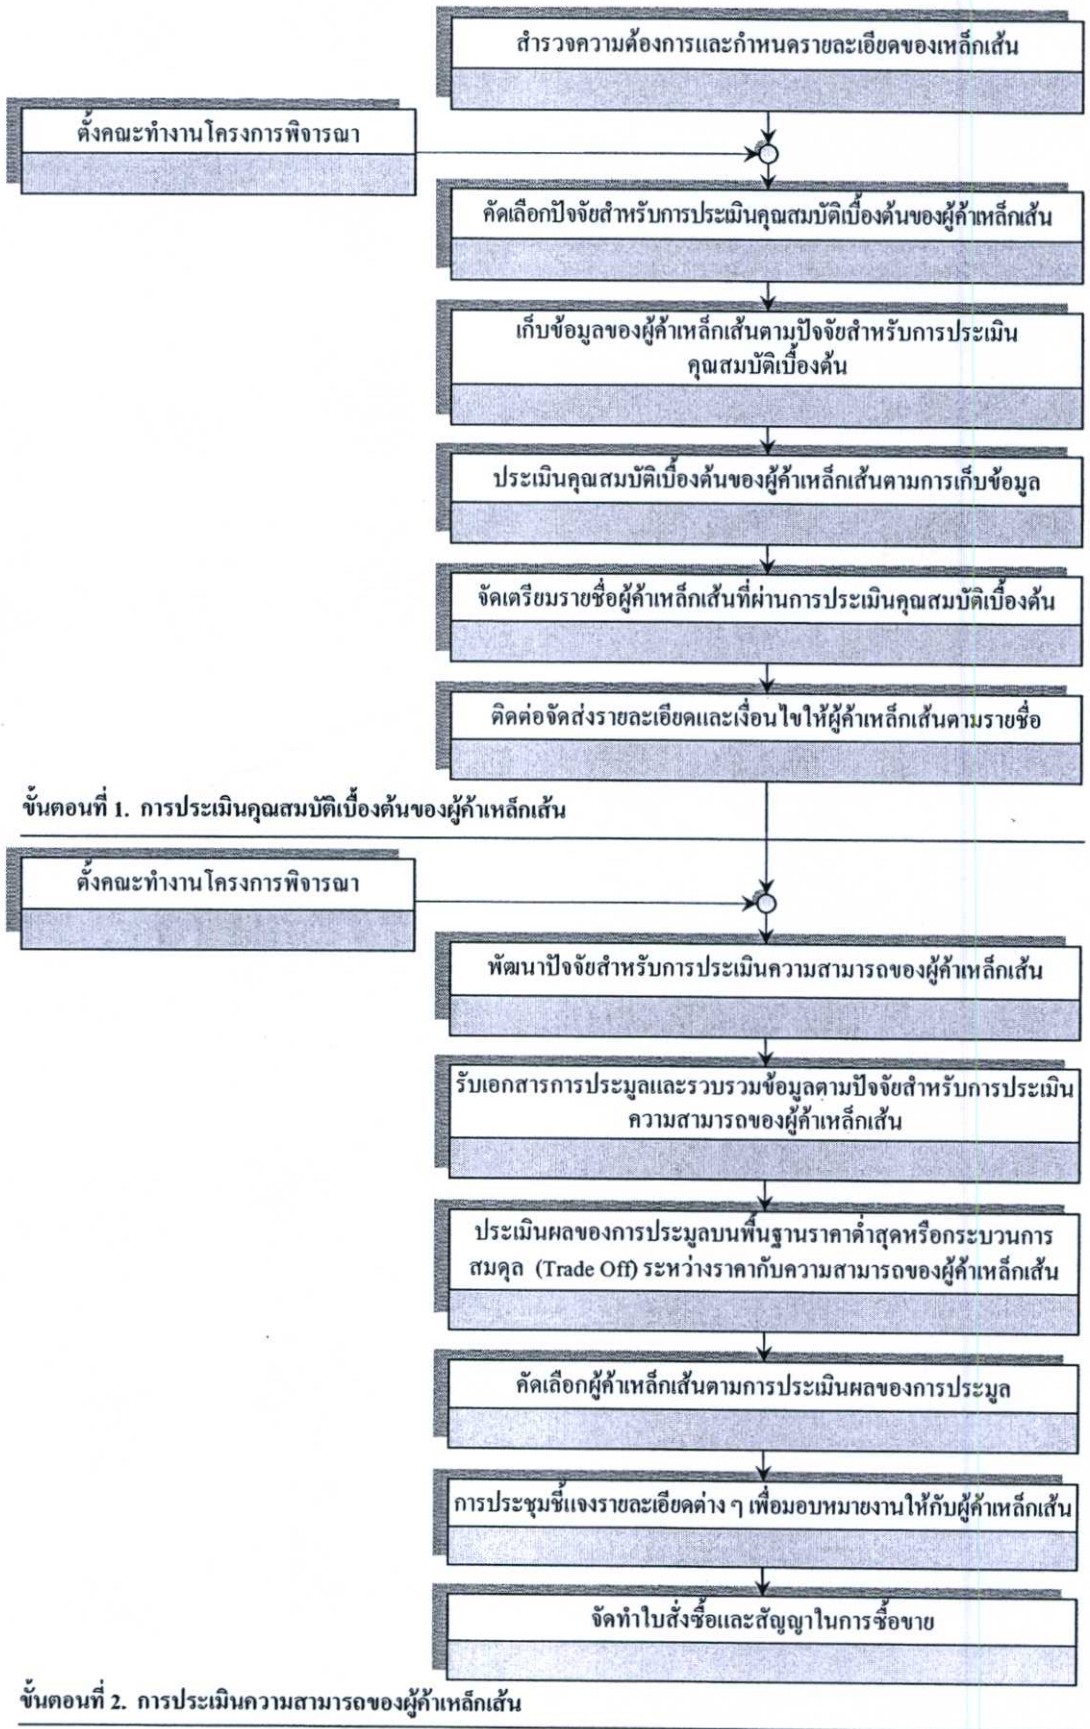 สำรวจความต้องการและกำหนดรายละเอียดของเหล็กเส้น
ตั้งคณะทำงานโครงการพิจารณา
คัดเลือกปัจจัยสำหรับการประเมินคุณสมบัติเบื้องต้นของผู้ค้าเหล็กเส้น
เก็บข้อมูลของผู้ค้าเหล็กเส้นตามปัจจัยสำหรับการประเมิน
คุณสมบัติเบื้องต้น
ประเมินคุณสมบัติเบื้องต้นของผู้ค้าเหล็กเส้นตามการเก็บข้อมูล
จัดเตรียมรายชื่อผู้ค้าเหล็กเส้นที่ผ่านการประเมินคุณสมบัติเบื้องต้น
ติดต่อจัดส่งรายละเอียดและเงื่อนไขให้ผู้ค้าเหล็กเส้นตามรายชื่อ
ขั้นตอนที่ 1. การประเมินคุณสมบัติเบื้องต้นของผู้ค้าเหล็กเส้น
ตั้งคณะทำงานโครงการพิจารณา
พัฒนาปัจจัยสำหรับการประเมินความสามารถของผู้ค้าเหล็กเส้น
รับเอกสารการประมูลและรวบรวมข้อมูลตามปัจจัยสำหรับการประเมิน
ความสามารถของผู้ค้าเหล็กเส้น
ประเมินผลของการประมูลบนพื้นฐานราคาต่ำสุดหรือกระบวนการ
สมดุล (Trade Off) ระหว่างราคากับความสามารถของผู้ค้าเหล็กเส้น
คัดเลือกผู้ค้าเหล็กเส้นตามการประเมินผลของการประมูล
การประชุมชี้แจงรายละเอียดต่าง ๆ เพื่อมอบหมายงานให้กับผู้ค้าเหล็กเส้น
จัดทำใบสั่งซื้อและสัญญาในการซื้อขาย
ขั้นตอนที่ 2. การประเมินความสามารถของผู้ค้าเหล็กเส้น